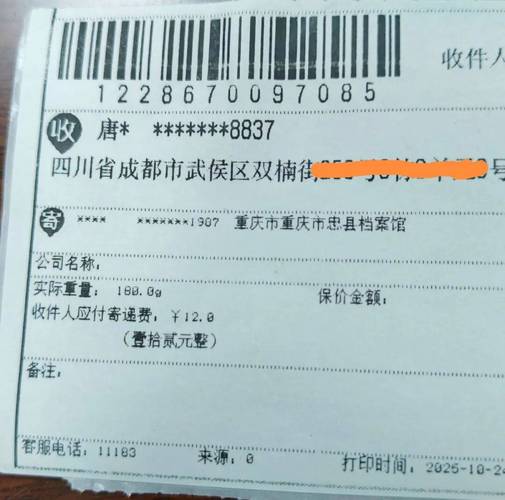 收件人
1228670097085
收 唐* *******8837
四川省成都市武侯区双楠街 号
寄 **** *******1987 重庆市重庆市忠县档案馆
公司名称:
实际重量: 180.0g 保价金额:
收件人应付寄递费: ¥12.0
(壹拾贰元整)
备注:
客服电话: 11183 来源: 0 打印时间: 2025-10-24